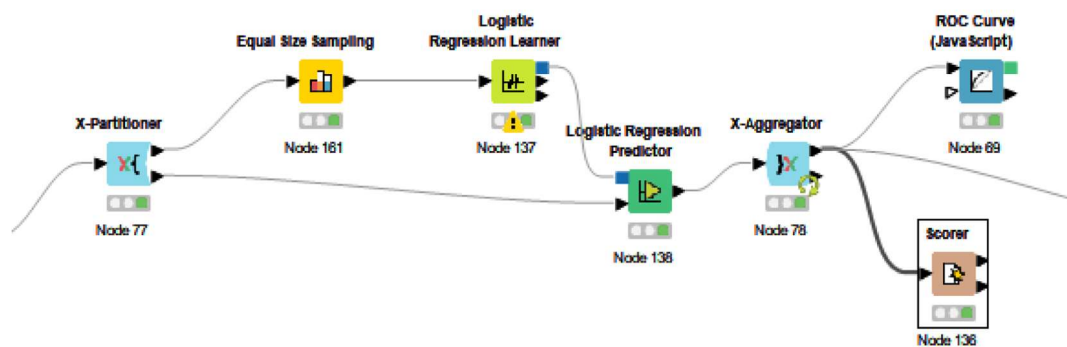 Equal Size Sampling
Logistic
Regression Learner
ROC Curve
(JavaScript)
X-Partitioner
Node 161
Node 137
Logistic Regression
Predictor
X-Aggregator
Node 69
Node 77
Node 138
Node 78
Scorer
Node 136